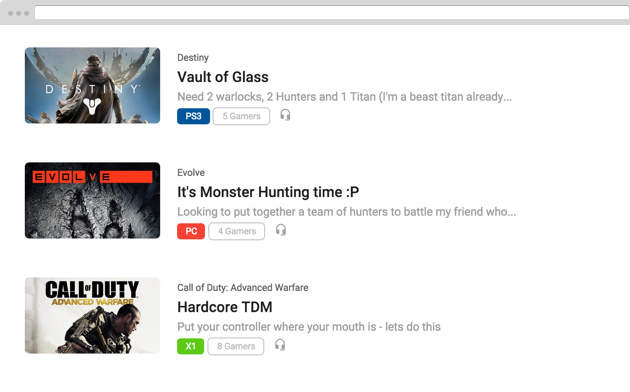 DESTINY
Destiny
Vault of Glass
Need 2 warlocks, 2 Hunters and 1 Titan (I'm a beast titan already...
PS3 5 Gamers
EVOLVE
Evolve
It's Monster Hunting time :P
Looking to put together a team of hunters to battle my friend who...
PC 4 Gamers
CALL OF DUTY
ADVANCED WARFARE
Call of Duty: Advanced Warfare
Hardcore TDM
Put your controller where your mouth is - lets do this
X1 8 Gamers